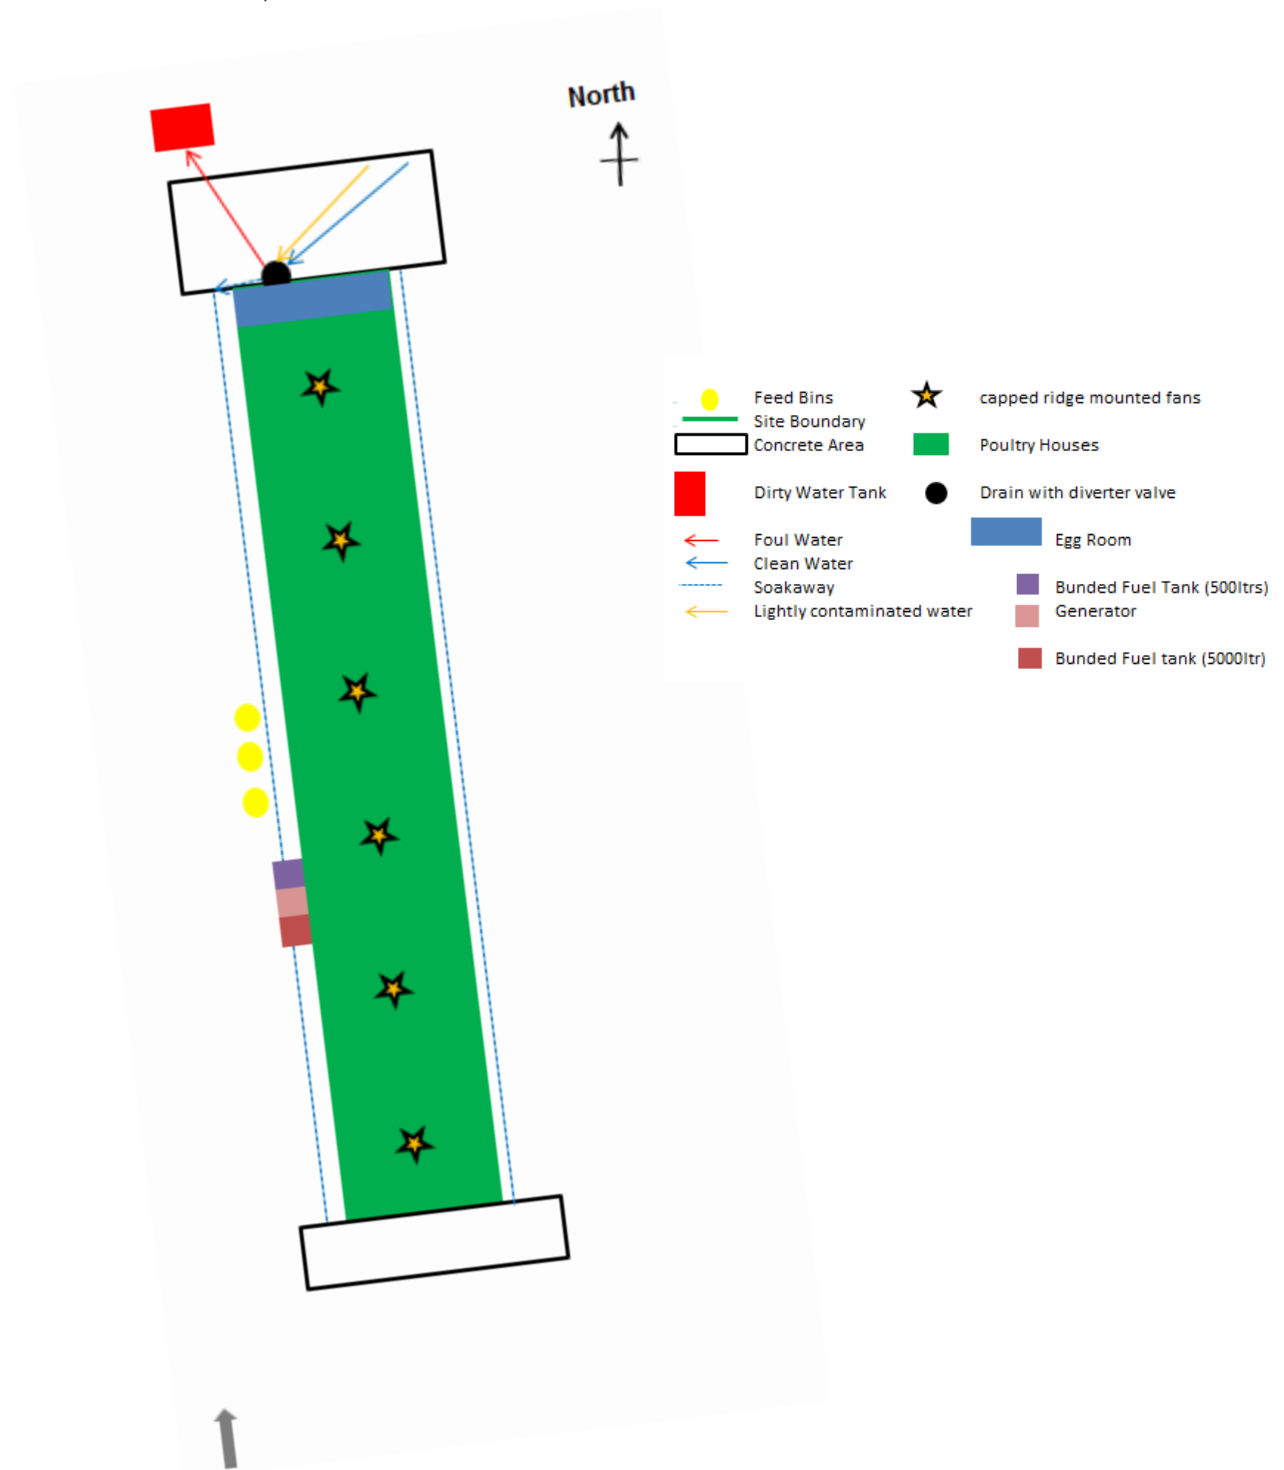 North
Feed Bins
capped ridge mounted fans
Site Boundary
Concrete Area
Poultry Houses
Dirty Water Tank
Drain with diverter valve
Foul Water
Egg Room
Clean Water
Soakaway
Bunded Fuel Tank (500ltrs)
Lightly contaminated water
Generator
Bunded Fuel tank (5000ltr)